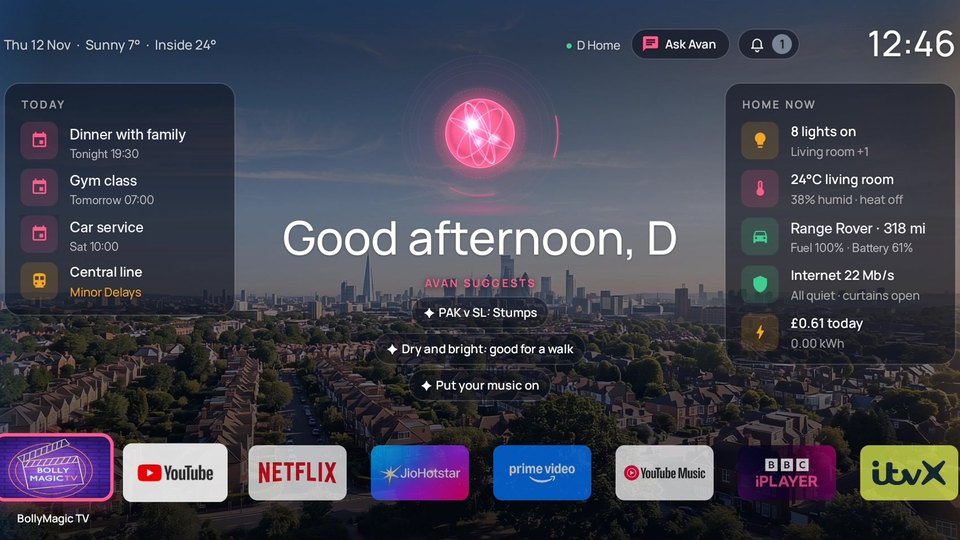 Thu 12 Nov · Sunny 7° · Inside 24°
D Home
Ask Avan
1
12:46
TODAY
Dinner with family
Tonight 19:30
Gym class
Tomorrow 07:00
Car service
Sat 10:00
Central line
Minor Delays
Good afternoon, D
AVAN SUGGESTS
PAK v SL: Stumps
Dry and bright: good for a walk
Put your music on
HOME NOW
8 lights on
Living room +1
24°C living room
38% humid · heat off
Range Rover · 318 mi
Fuel 100% · Battery 61%
Internet 22 Mb/s
All quiet · curtains open
£0.61 today
0.00 kWh
BOLLY
MAGICTV
YouTube
NETFLIX
JioHotstar
prime video
YouTube Music
BBC
iPLAYER
itvX
BollyMagic TV